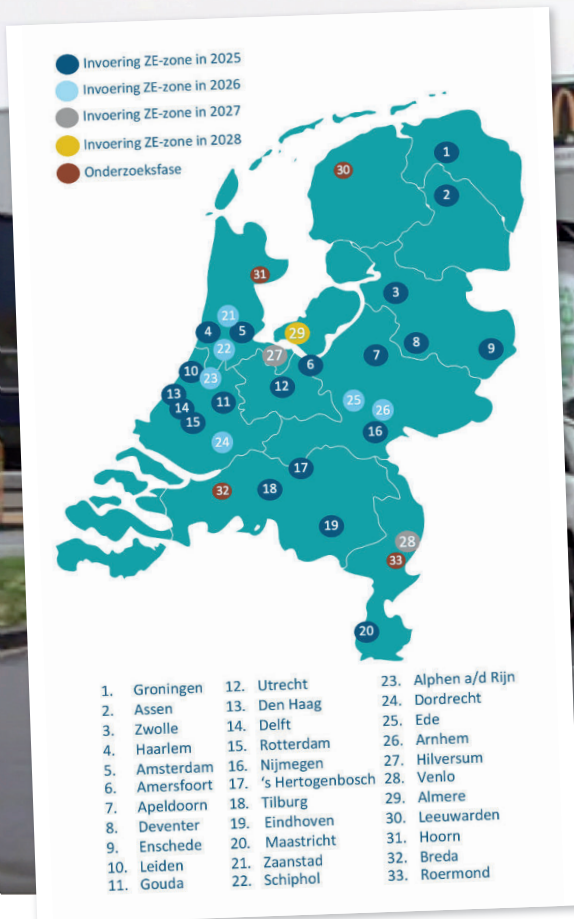 Invoering ZE-zone in 2025
Invoering ZE-zone in 2026
Invoering ZE-zone in 2027
Invoering ZE-zone in 2028
Onderzoeksfase
1
2
30
31
3
21
4
5
29
22
27
6
7
8
9
10
23
12
13
11
14
15
25
26
16
24
17
32
18
19
28
33
20
1. Groningen
2. Assen
3. Zwolle
4. Haarlem
5. Amsterdam
6. Amersfoort
7. Apeldoorn
8. Deventer
9. Enschede
10. Leiden
11. Gouda
12. Utrecht
13. Den Haag
14. Delft
15. Rotterdam
16. Nijmegen
17. ‘s Hertogenbosch
18. Tilburg
19. Eindhoven
20. Maastricht
21. Zaanstad
22. Schiphol
23. Alphen a/d Rijn
24. Dordrecht
25. Ede
26. Arnhem
27. Hilversum
28. Venlo
29. Almere
30. Leeuwarden
31. Hoorn
32. Breda
33. Roermond